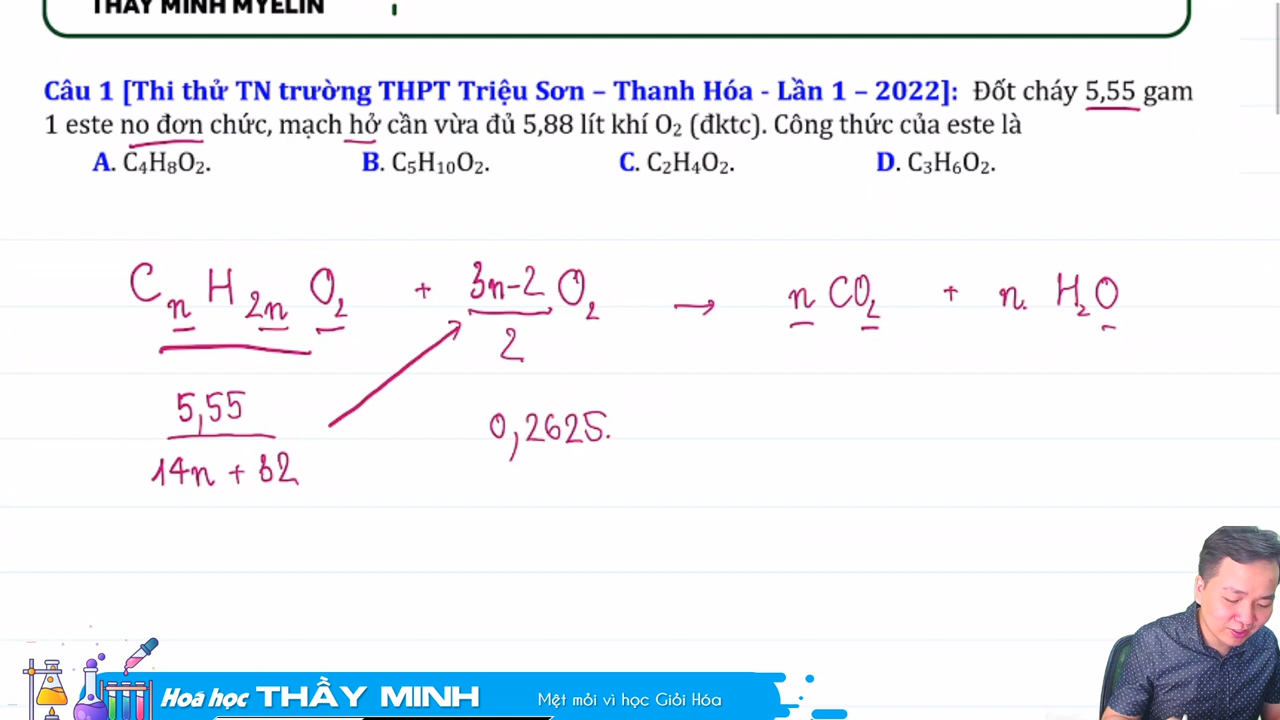 THẦY MINH MYELIN
Câu 1 [Thi thử TN trường THPT Triệu Sơn – Thanh Hóa - Lần 1 – 2022]: Đốt cháy 5,55 gam
1 este no đơn chức, mạch hở cần vừa đủ 5,88 lít khí O₂ (đktc). Công thức của este là
A. C₄H₈O₂. B. C₅H₁₀O₂. C. C₂H₄O₂. D. C₃H₆O₂.
CₙH₂ₙO₂ + (3n-2)/2 O₂ → n CO₂ + n. H₂O
5,55
0,2625.
14n + 32
Hoá học THẦY MINH Mệt mỏi vì học Giỏi Hóa